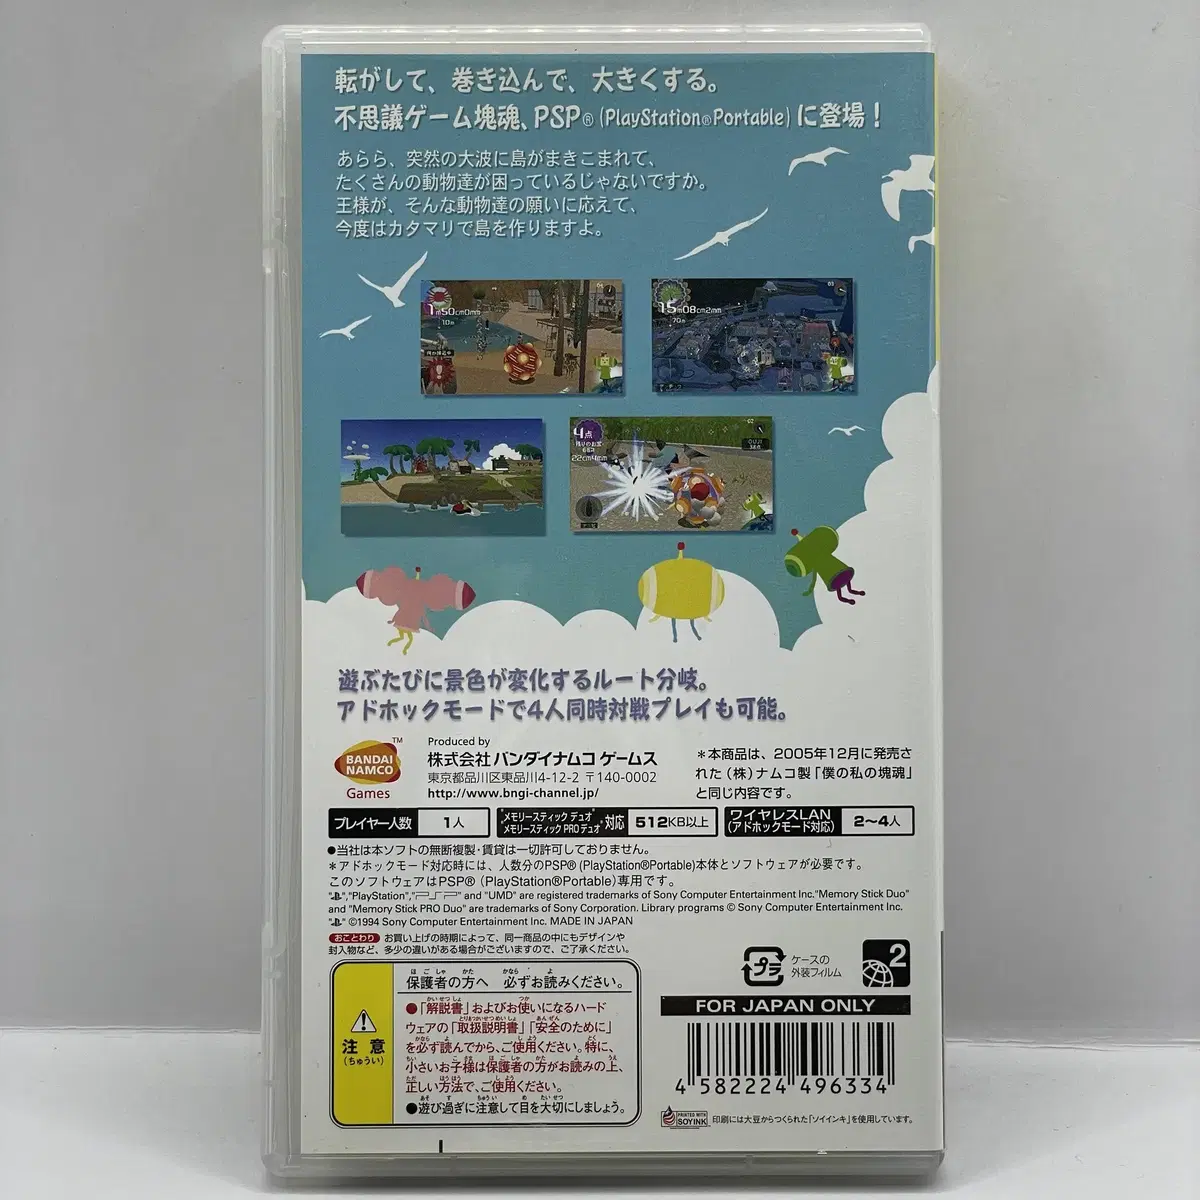 転がして、巻き込んで、大きくする。
不思議ゲーム塊魂、PSP®(PlayStation®Portable)に登場！
あらら、突然の大波に島がまきこまれて、
たくさんの動物達が困っているじゃないですか。
王様が、そんな動物達の願いに応えて、
今度はカタマリで島を作りますよ。
1m50cm0mm
10m
15m08cm2mm
70m
4点
22cm4mm
遊ぶたびに景色が変化するルート分岐。
アドホックモードで4人同時対戦プレイも可能。
BANDAI
NAMCO
Games
TM
Produced by
株式会社 バンダイナムコ ゲームス
東京都品川区東品川4-12-2 〒140-0002
http://www.bngi-channel.jp/
＊本商品は、2005年12月に発売さ
れた(株)ナムコ製「僕の私の塊魂」
と同じ内容です。
プレイヤー人数 1人
メモリースティック デュオ
メモリースティック PRO デュオ 対応 512KB以上
ワイヤレスLAN
(アドホックモード対応) 2〜4人
●当社は本ソフトの無断複製・賃貸は一切許可しておりません。
＊アドホックモード対応時には、人数分のPSP®(PlayStation®Portable)本体とソフトウェアが必要です。
このソフトウェアはPSP®(PlayStation®Portable)専用です。
" ","PlayStation","PSP" and "UMD" are registered trademarks of Sony Computer Entertainment Inc."Memory Stick Duo"
and "Memory Stick PRO Duo" are trademarks of Sony Corporation. Library programs © Sony Computer Entertainment Inc.
" " ©1994 Sony Computer Entertainment Inc. MADE IN JAPAN
おことわり お買い上げの時期によって、同一商品の中にもデザインや
封入物など、多少の違いがある場合がございますので、ご了承ください。
注意
(ちゅうい)
保護者の方へ 必ずお読みください。
●「解説書」およびお使いになるハード
ウェアの「取扱説明書」「安全のために」
を必ず読んでから、ご使用ください。特に、
小さいお子様は保護者の方がお読みの上、
正しい方法で、ご使用ください。
●遊び過ぎに注意して目を大切にしましょう。
プラ
ケースの
外装フィルム
2
FOR JAPAN ONLY
4 582224 496334
PRINTED WITH
SOY INK
印刷には大豆からつくられた「ソイインキ」を使用しています。